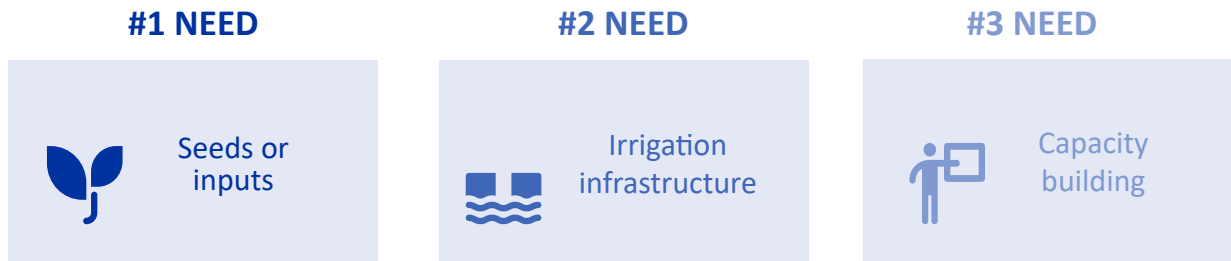 #1 NEED
#2 NEED
#3 NEED
Seeds or
inputs
Irrigation
infrastructure
Capacity
building